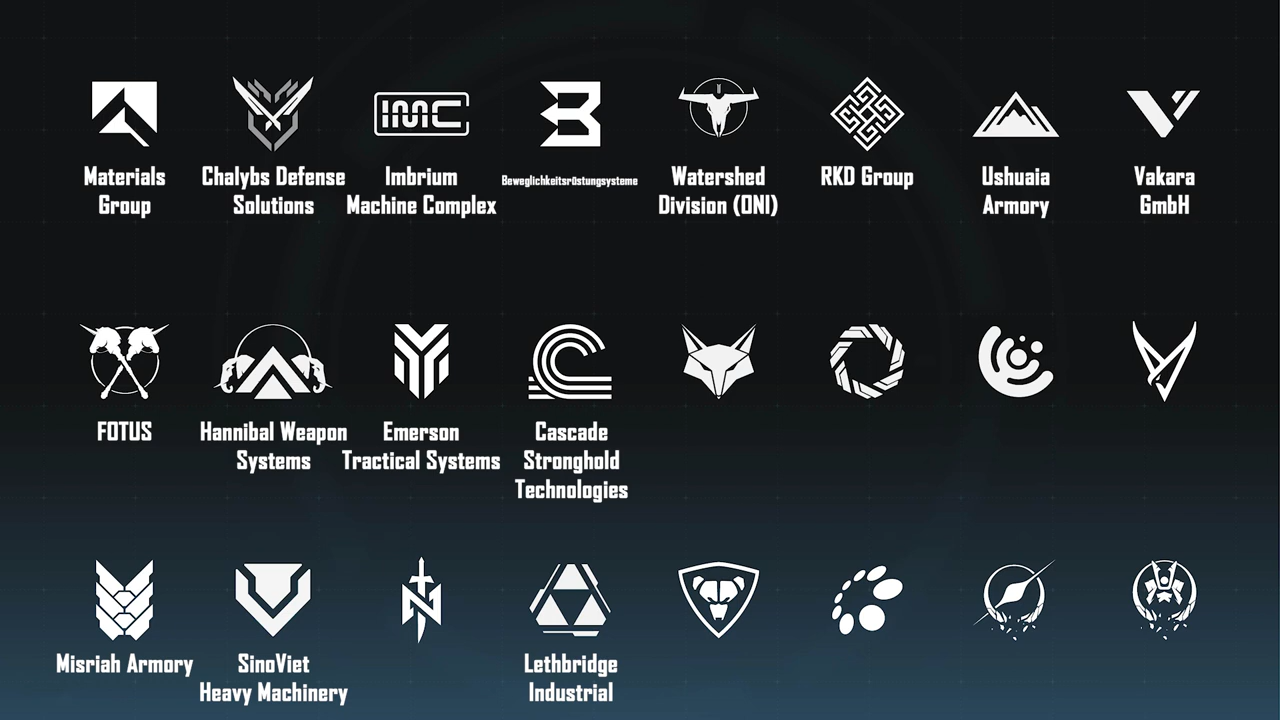 IMC
Materials
Group
Chalybs Defense
Solutions
Imbrium
Machine Complex
Beweglichkeitsrüstungsysteme
Watershed
Division (ONI)
RKD Group
Ushuaia
Armory
Vakara
GmbH
FOTUS
Hannibal Weapon
Systems
Emerson
Tractical Systems
Cascade
Stronghold
Technologies
Misriah Armory
SinoViet
Heavy Machinery
Lethbridge
Industrial